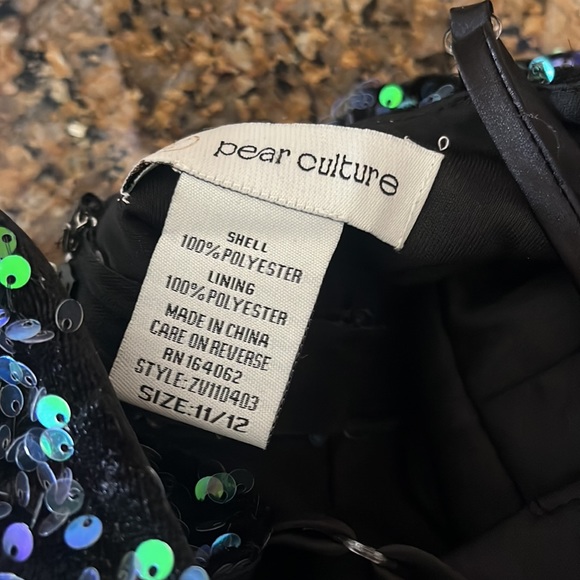 pear culture
SHELL
100% POLYESTER
LINING
100% POLYESTER
MADE IN CHINA
CARE ON REVERSE
RN 164062
STYLE:ZV110403
SIZE:11/12